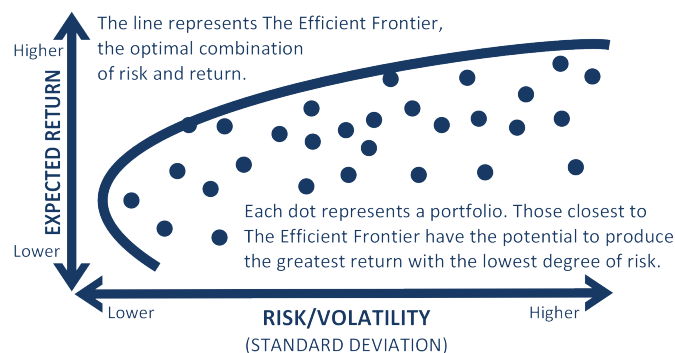 The line represents The Efficient Frontier,
the optimal combination
of risk and return.
Higher
EXPECTED RETURN
Lower
Each dot represents a portfolio. Those closest to
The Efficient Frontier have the potential to produce
the greatest return with the lowest degree of risk.
Lower
RISK/VOLATILITY
Higher
(STANDARD DEVIATION)